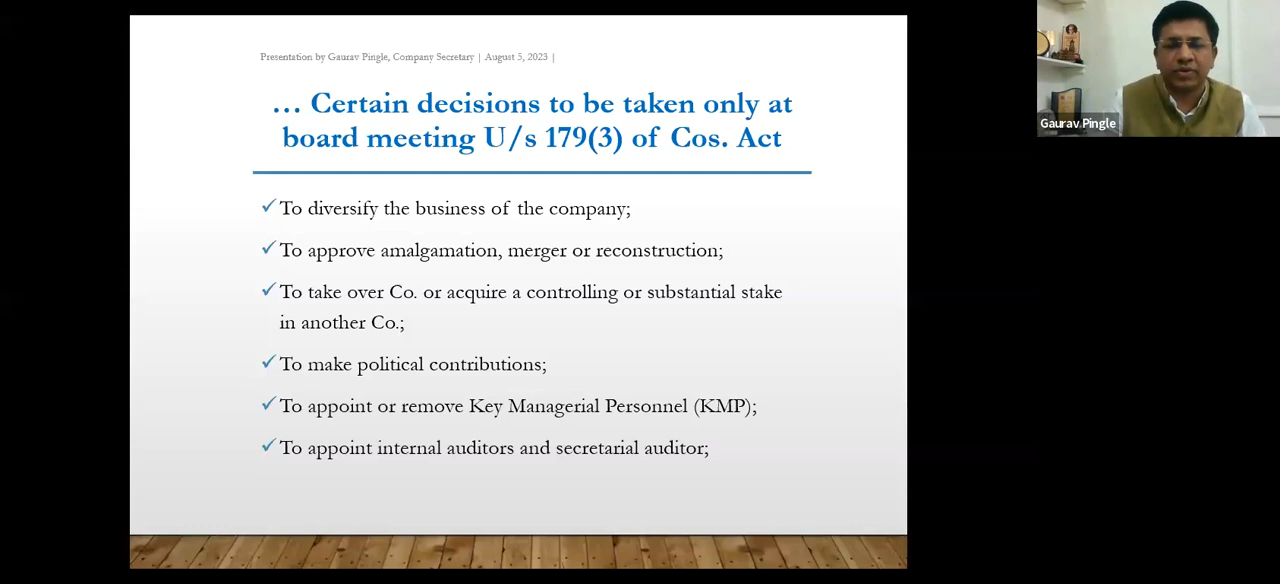 Presentation by Gaurav Pingle, Company Secretary | August 5, 2023 |
… Certain decisions to be taken only at
board meeting U/s 179(3) of Cos. Act
✓To diversify the business of the company;
✓To approve amalgamation, merger or reconstruction;
✓To take over Co. or acquire a controlling or substantial stake
in another Co.;
✓To make political contributions;
✓To appoint or remove Key Managerial Personnel (KMP);
✓To appoint internal auditors and secretarial auditor;
Gaurav Pingle